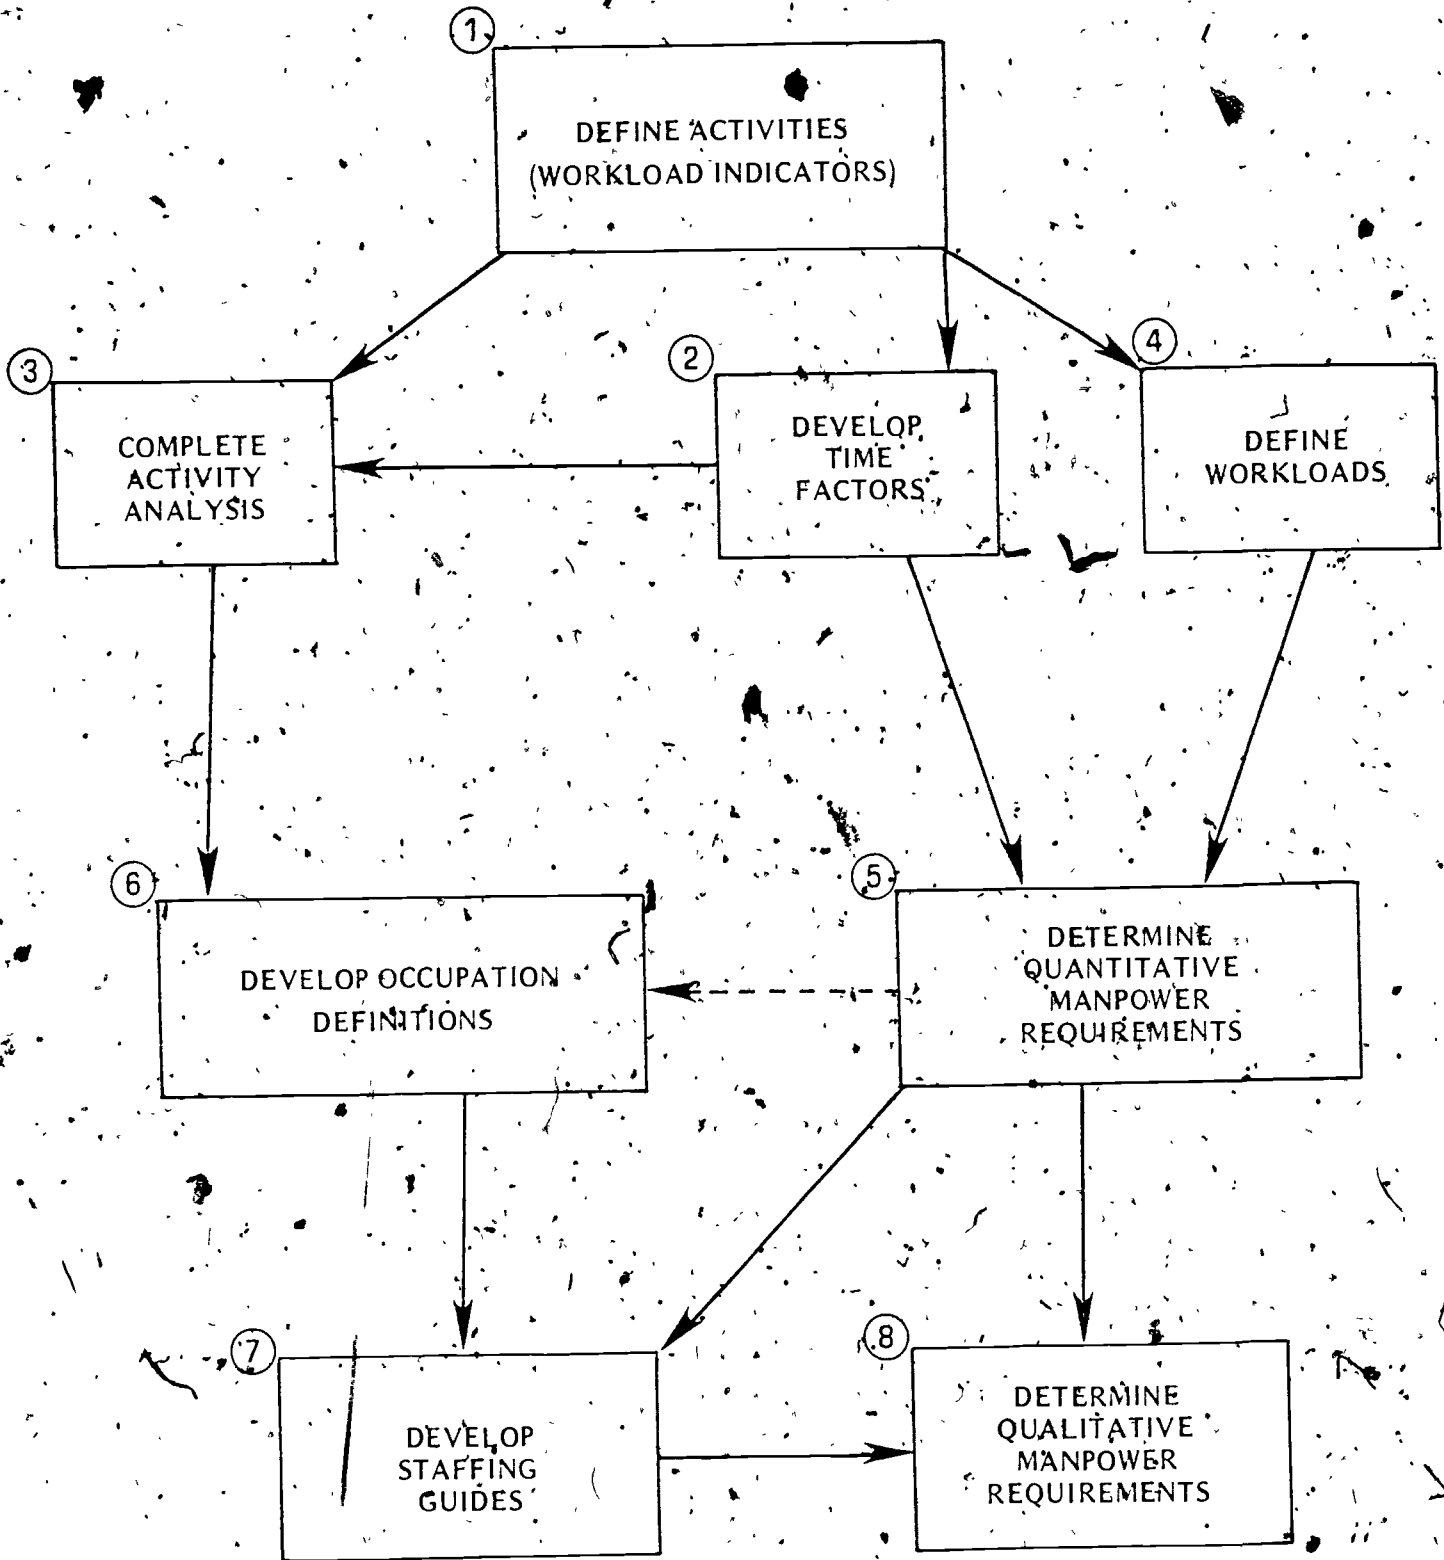 1
DEFINE ACTIVITIES
(WORKLOAD INDICATORS)
3
COMPLETE
ACTIVITY
ANALYSIS
2
DEVELOP
TIME
FACTORS
4
DEFINE
WORKLOADS
6
DEVELOP OCCUPATION
DEFINITIONS
5
DETERMINE
QUANTITATIVE
MANPOWER
REQUIREMENTS
7
DEVELOP
STAFFING
GUIDES
8
DETERMINE
QUALITATIVE
MANPOWER
REQUIREMENTS